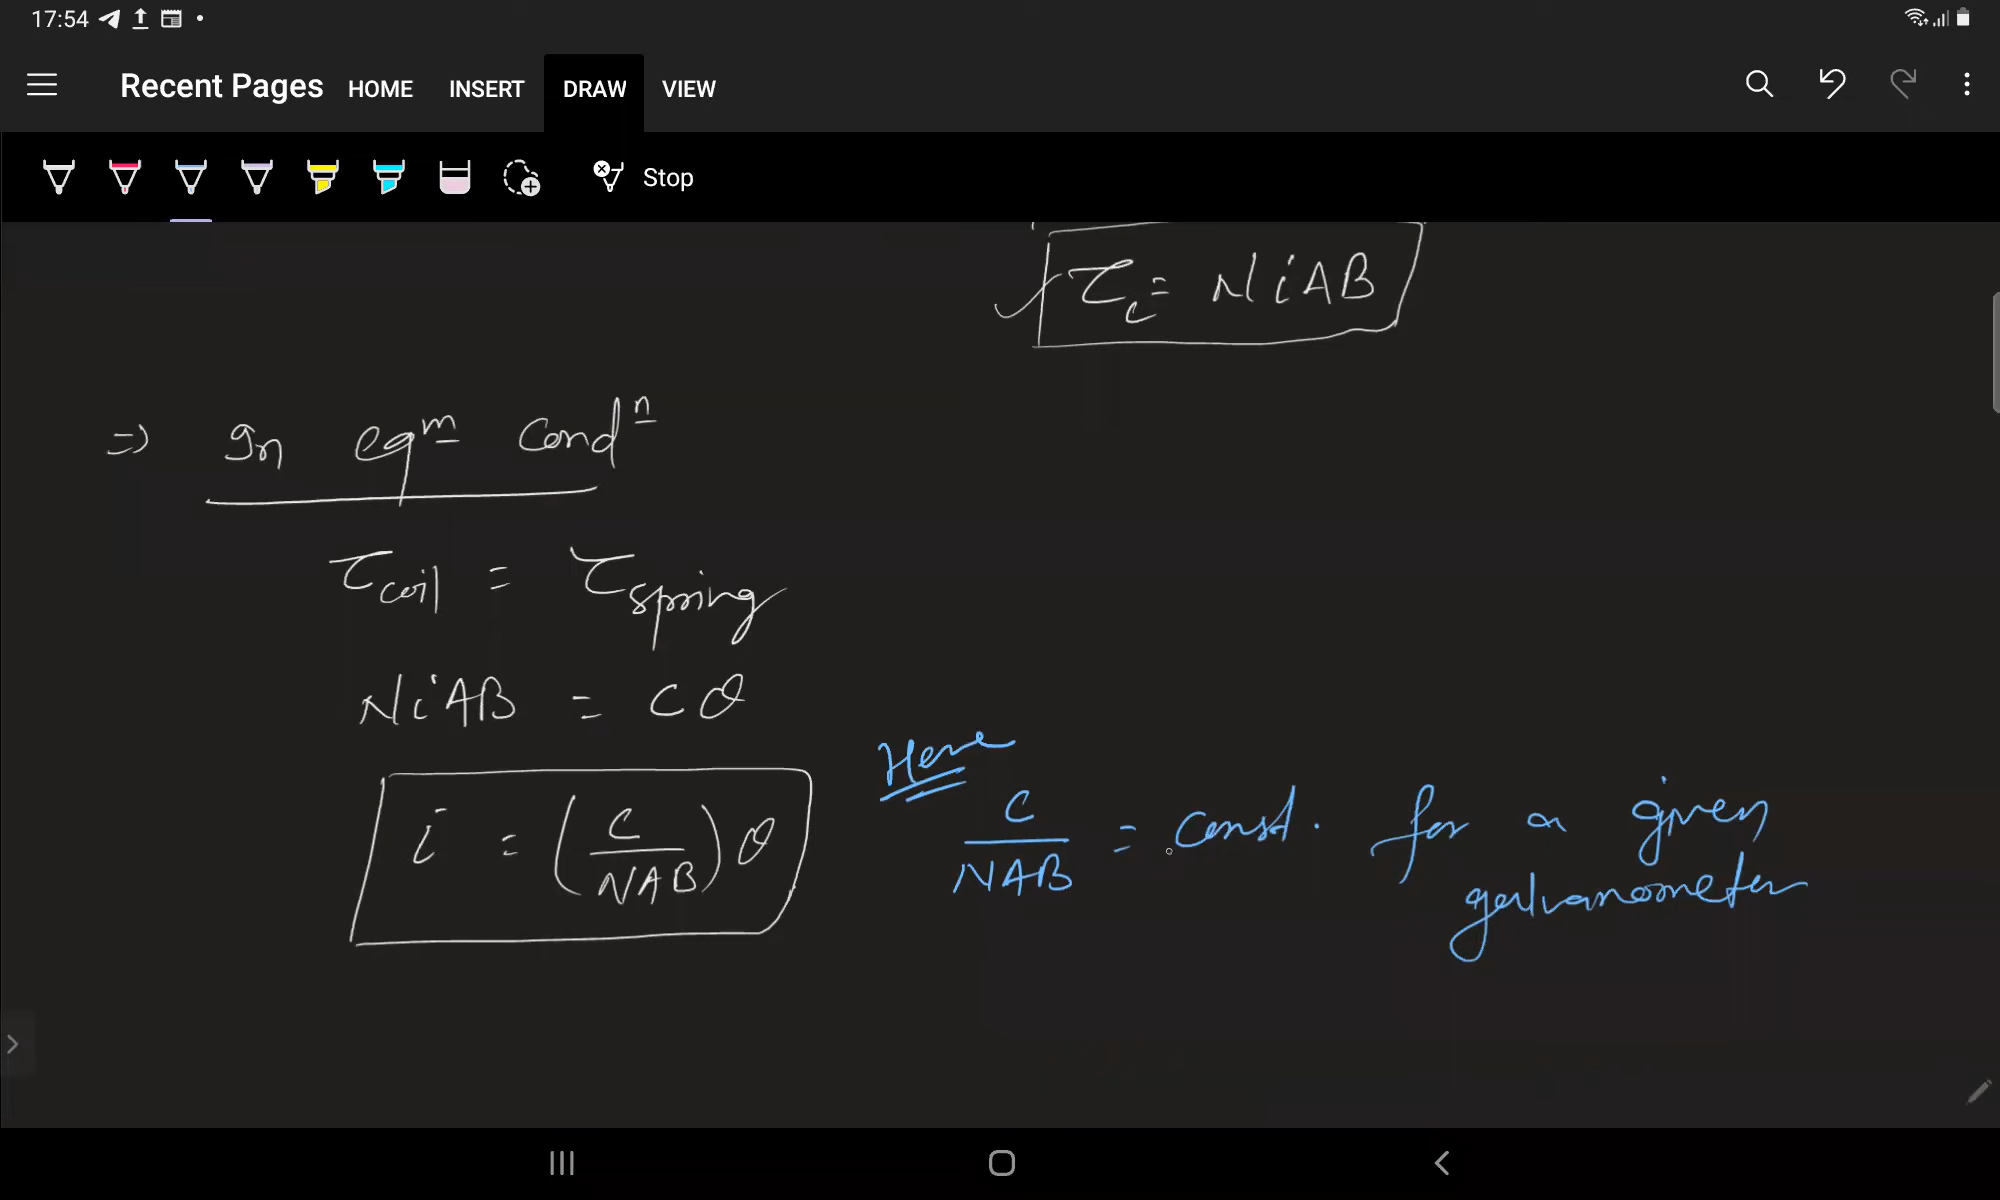 17:54
Recent Pages HOME INSERT DRAW VIEW
Stop
τc = NiAB
=> In eqm condn
τcoil = τspring
NiAB = Cθ
i = (C/NAB)θ
Here
C/NAB = const. for a given
galvanometer